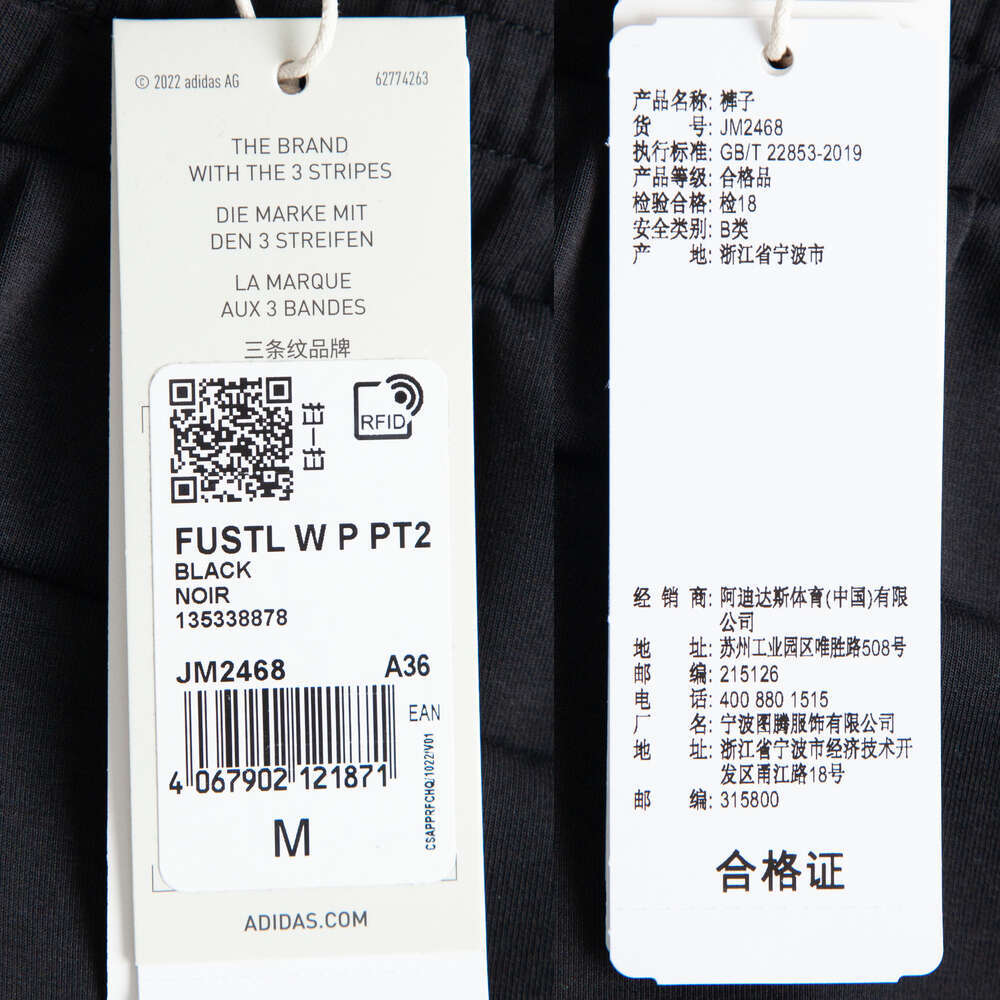 © 2022 adidas AG
62774263
THE BRAND
WITH THE 3 STRIPES
DIE MARKE MIT
DEN 3 STREIFEN
LA MARQUE
AUX 3 BANDES
三条纹品牌
扫一扫
RFID
FUSTL W P PT2
BLACK
NOIR
135338878
JM2468 A36
EAN
4 067902 121871
CSAPPRFCHQ/1022/V01
M
ADIDAS.COM
产品名称: 裤子
货 号: JM2468
执行标准: GB/T 22853-2019
产品等级: 合格品
检验合格: 检18
安全类别: B类
产 地: 浙江省宁波市
经 销 商: 阿迪达斯体育(中国)有限
公司
地 址: 苏州工业园区唯胜路508号
邮 编: 215126
电 话: 400 880 1515
厂 名: 宁波图腾服饰有限公司
地 址: 浙江省宁波市经济技术开
发区甬江路18号
邮 编: 315800
合格证